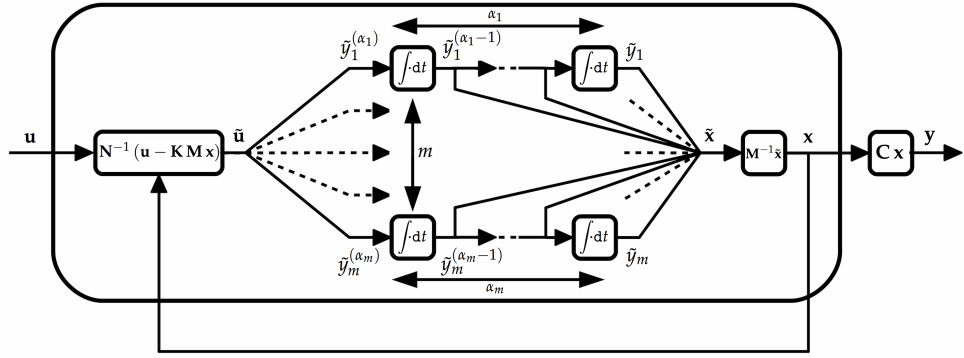 α₁
ỹ₁^(α₁)
ỹ₁^(α₁−1)
ỹ₁
∫·dt
∫·dt
u
N⁻¹ (u − K M x)
ũ
m
x̃
M⁻¹x̃
x
C x
y
∫·dt
∫·dt
ỹₘ^(αₘ)
ỹₘ^(αₘ−1)
ỹₘ
αₘ